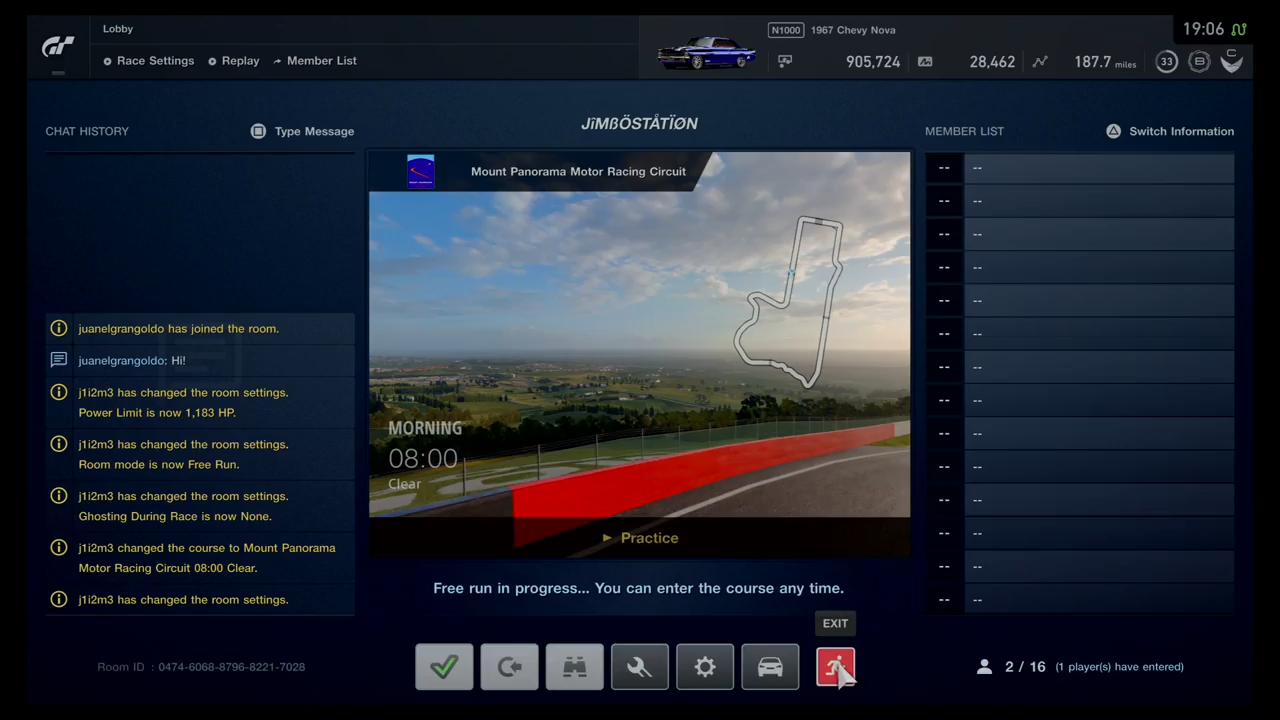 Lobby
Race Settings Replay Member List
N1000 1967 Chevy Nova
905,724 28,462 187.7 miles 33 B C
19:06
CHAT HISTORY Type Message
JîMßÖSTÅTÏØN
MEMBER LIST Switch Information
Mount Panorama Motor Racing Circuit
-- --
-- --
-- --
-- --
-- --
-- --
-- --
-- --
-- --
-- --
-- --
-- --
-- --
-- --
juanelgrangoldo has joined the room.
juanelgrangoldo: Hi!
j1i2m3 has changed the room settings.
Power Limit is now 1,183 HP.
j1i2m3 has changed the room settings.
Room mode is now Free Run.
j1i2m3 has changed the room settings.
Ghosting During Race is now None.
j1i2m3 changed the course to Mount Panorama
Motor Racing Circuit 08:00 Clear.
j1i2m3 has changed the room settings.
MORNING
08:00
Clear
Practice
Free run in progress... You can enter the course any time.
EXIT
Room ID : 0474-6068-8796-8221-7028
2 / 16 (1 player(s) have entered)